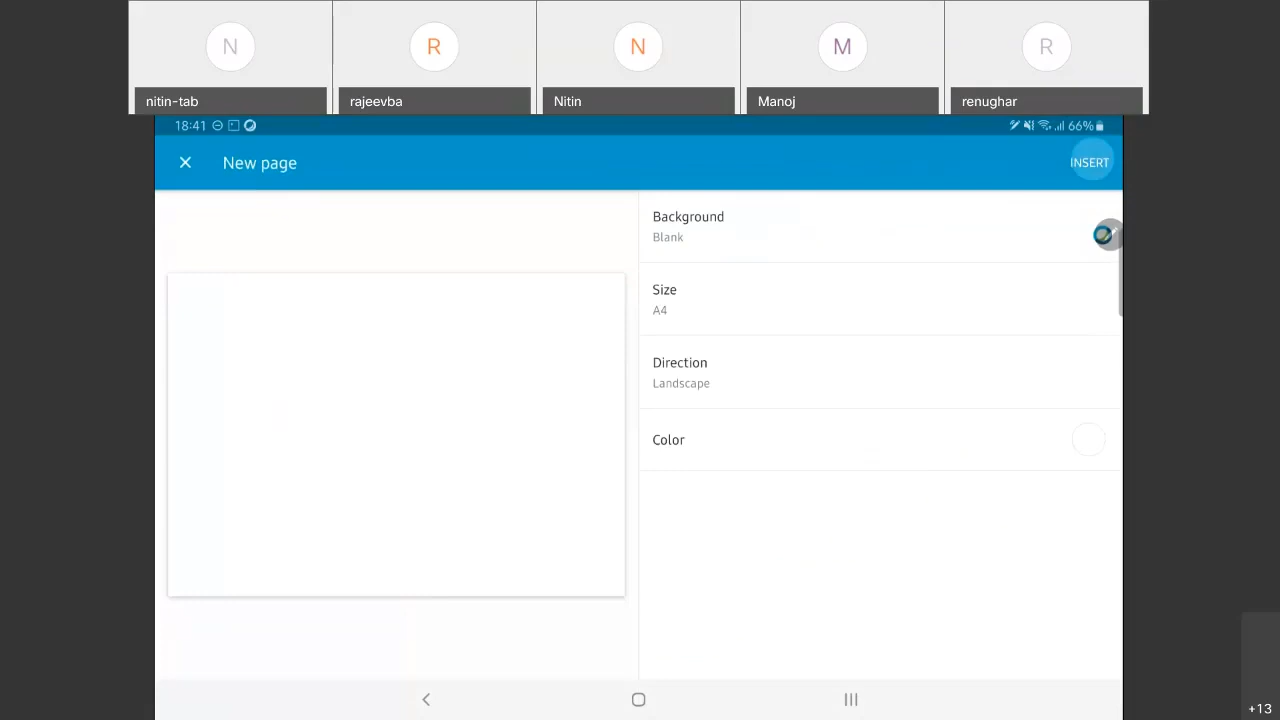 N
R
N
M
R
nitin-tab
rajeevba
Nitin
Manoj
renughar
18:41
66%
New page
INSERT
Background
Blank
Size
A4
Direction
Landscape
Color
+13